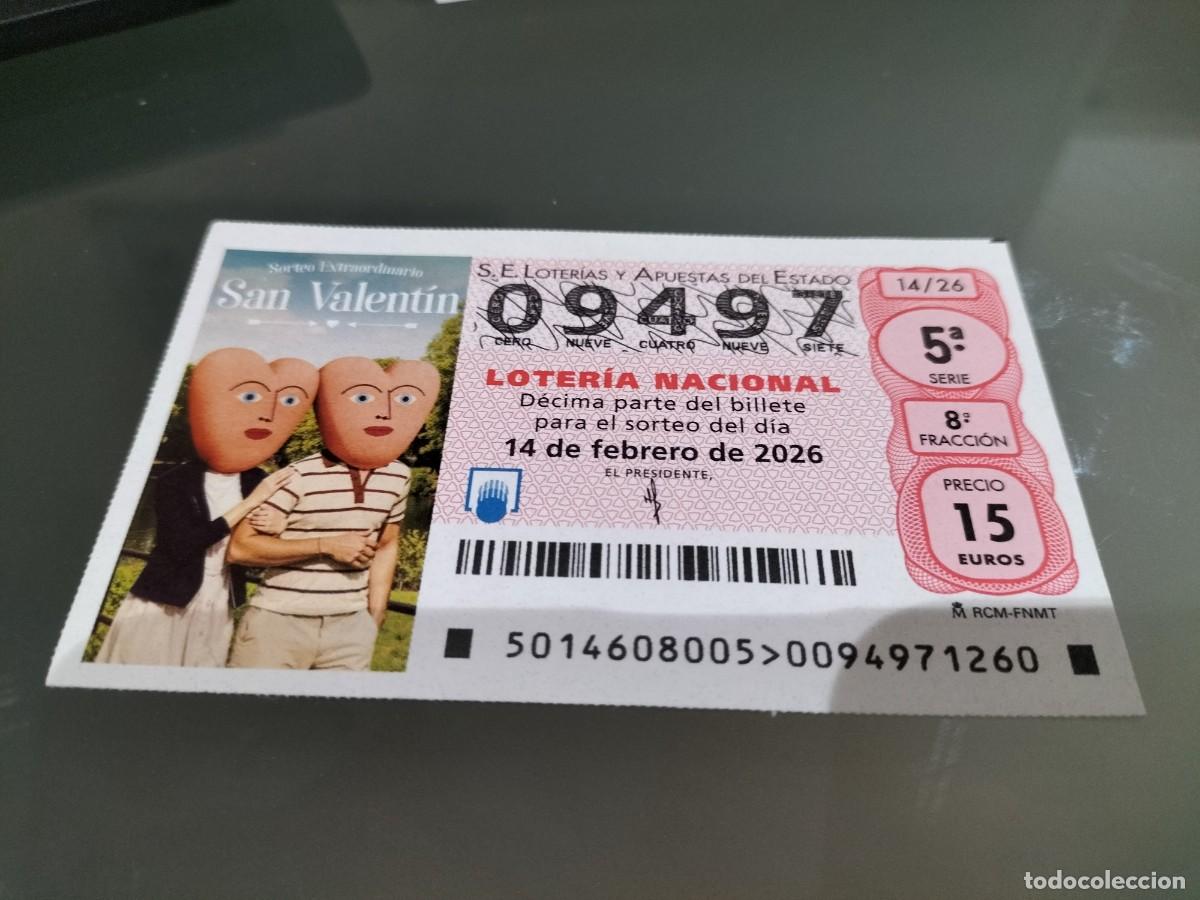 Sorteo Extraordinario
San Valentín
S. E. LOTERÍAS Y APUESTAS DEL ESTADO
09497
CERO NUEVE CUATRO NUEVE SIETE
LOTERÍA NACIONAL
Décima parte del billete
para el sorteo del día
14 de febrero de 2026
EL PRESIDENTE,
14/26
5ª
SERIE
8ª
FRACCIÓN
PRECIO
15
EUROS
RCM-FNMT
5014608005>0094971260
todocoleccion